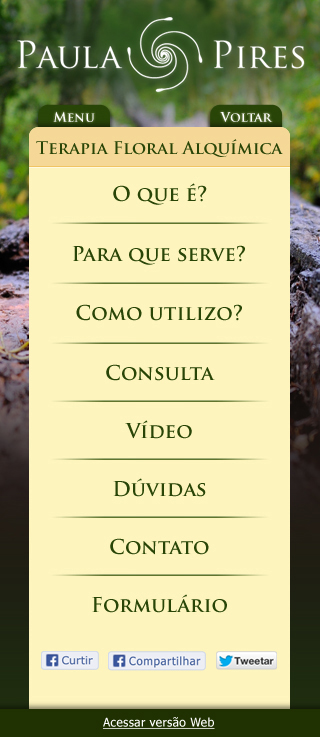 Paula Pires
Menu
Voltar
Terapia Floral Alquímica
O que é?
Para que serve?
Como utilizo?
Consulta
Vídeo
Dúvidas
Contato
Formulário
Curtir
Compartilhar
Tweetar
Acessar versão Web